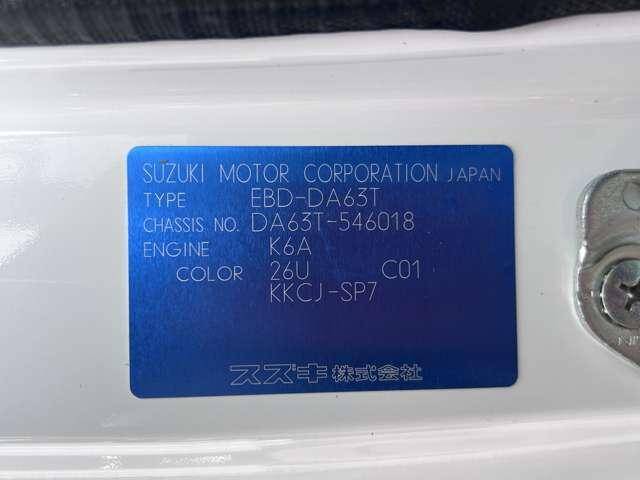 SUZUKI MOTOR CORPORATION JAPAN
TYPE EBD-DA63T
CHASSIS NO. DA63T-546018
ENGINE K6A
COLOR 26U C01
KKCJ-SP7
スズキ株式会社